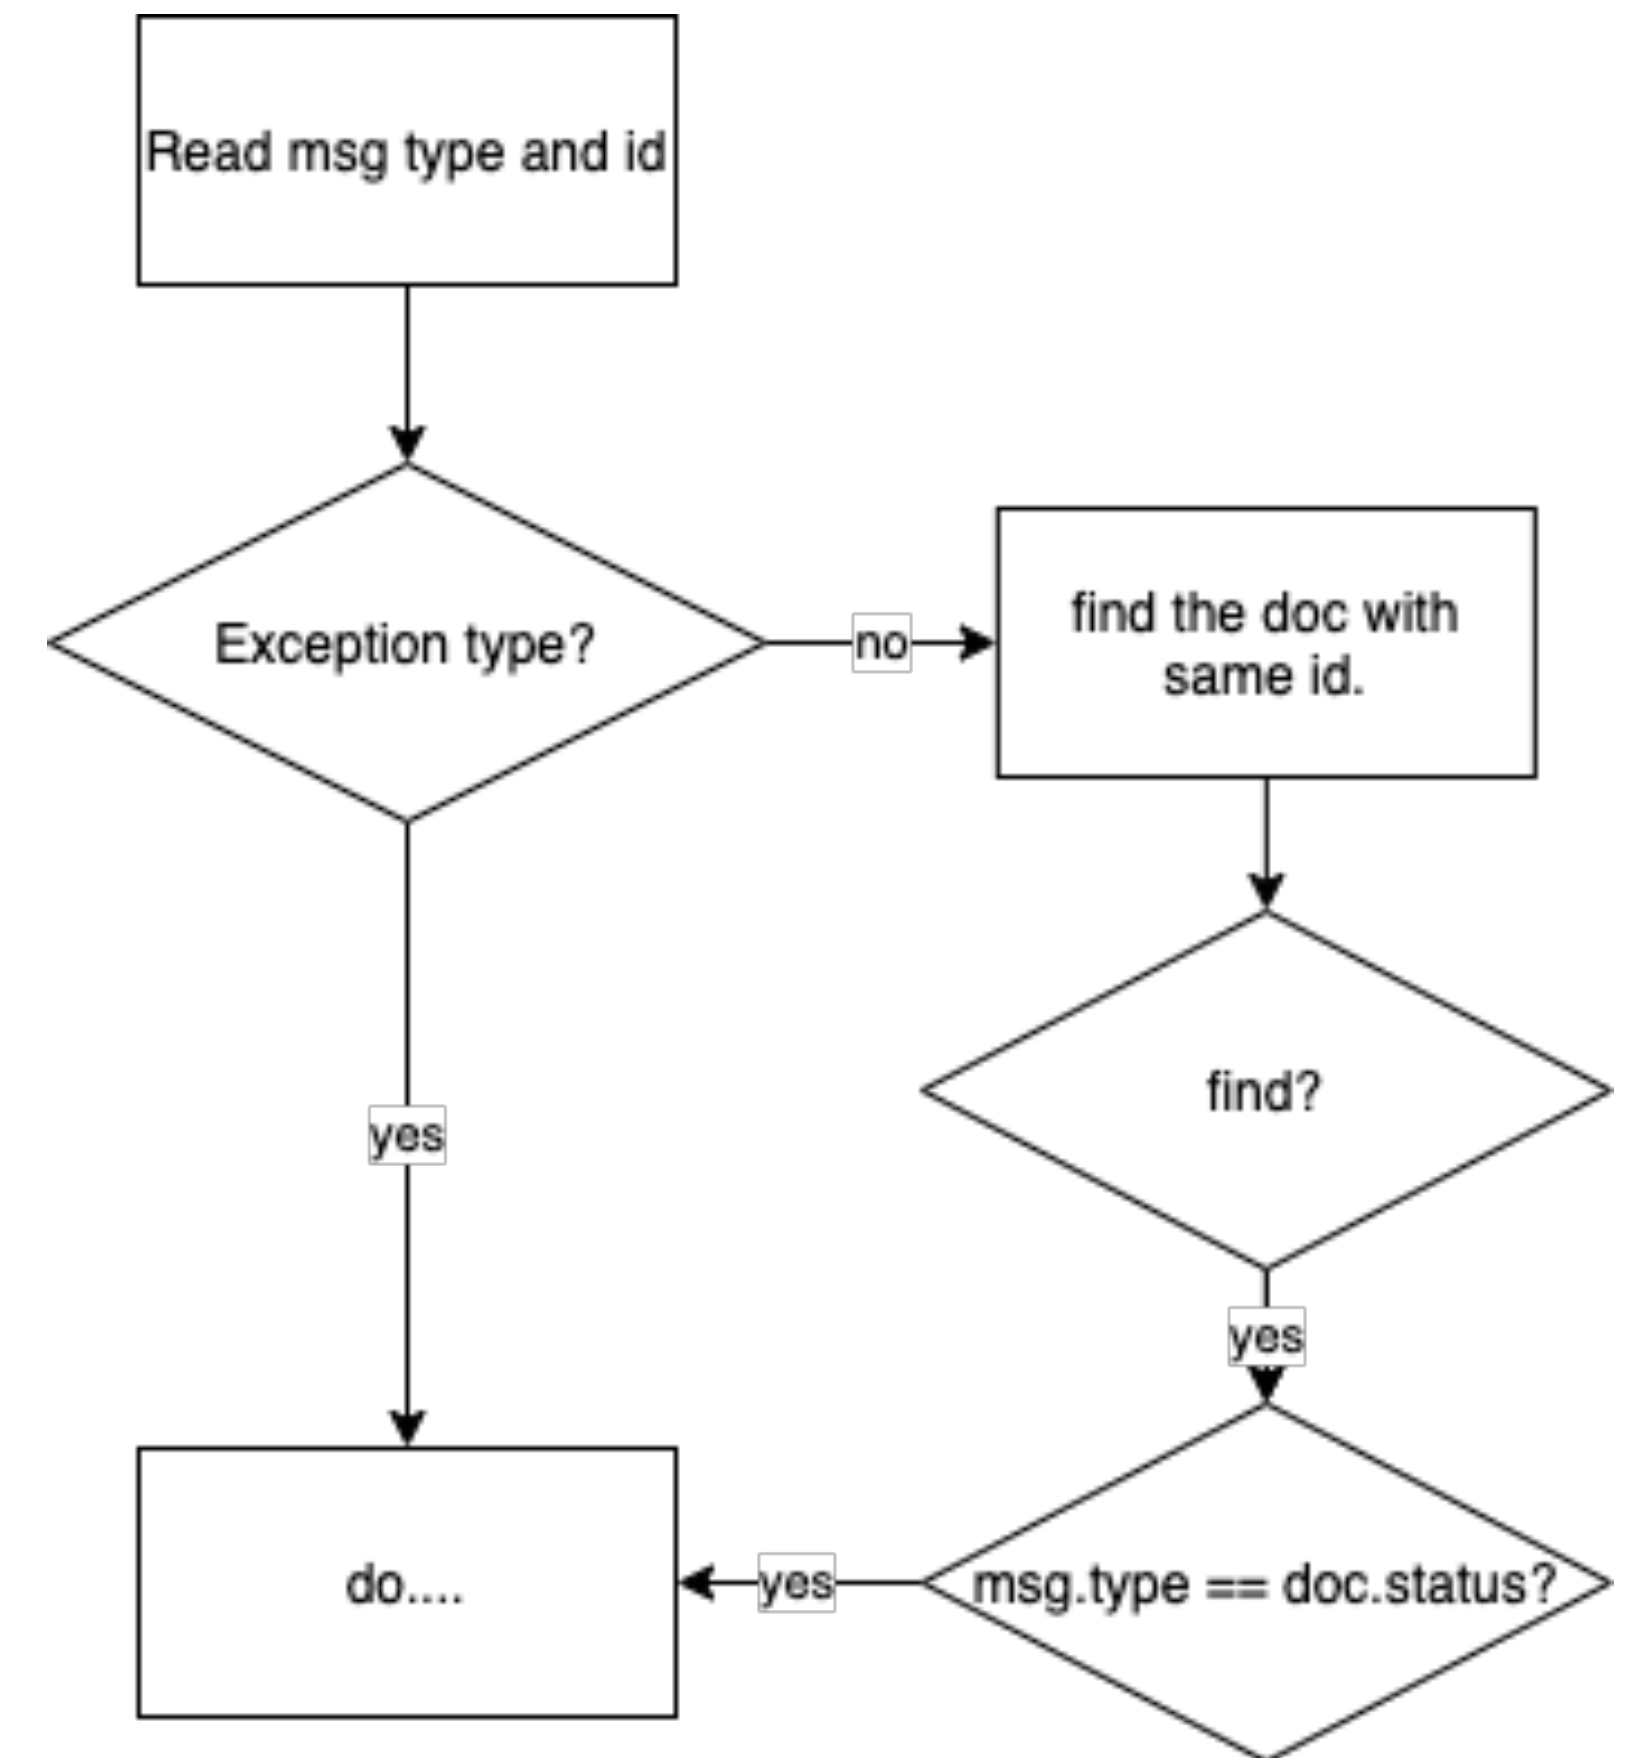 Read msg type and id
Exception type?
no
find the doc with
same id.
find?
yes
yes
do....
yes
msg.type == doc.status?